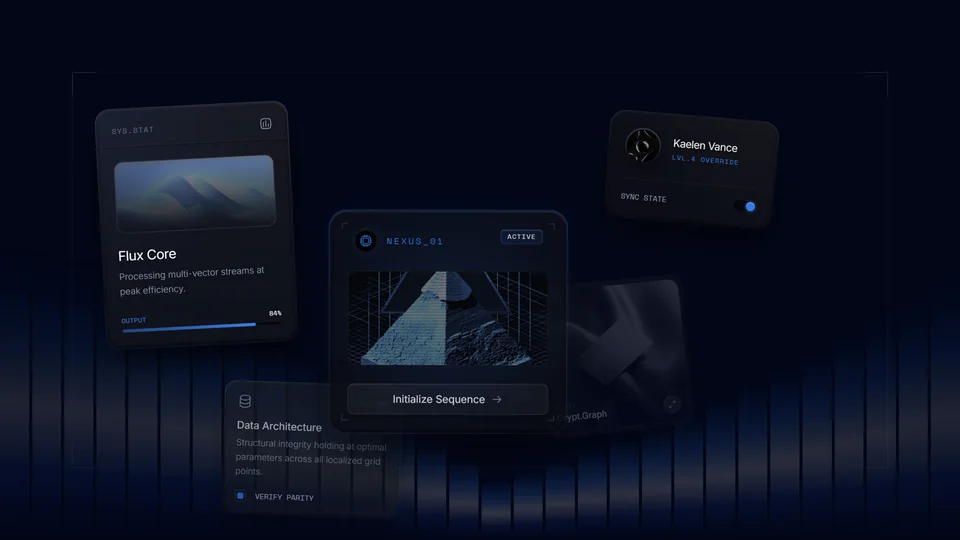 SYS.STAT
Flux Core
Processing multi-vector streams at
peak efficiency.
OUTPUT
84%
NEXUS_01
ACTIVE
Initialize Sequence
Kaelen Vance
LVL.4 OVERRIDE
SYNC STATE
Crypt.Graph
Data Architecture
Structural integrity holding at optimal
parameters across all localized grid
points.
VERIFY PARITY